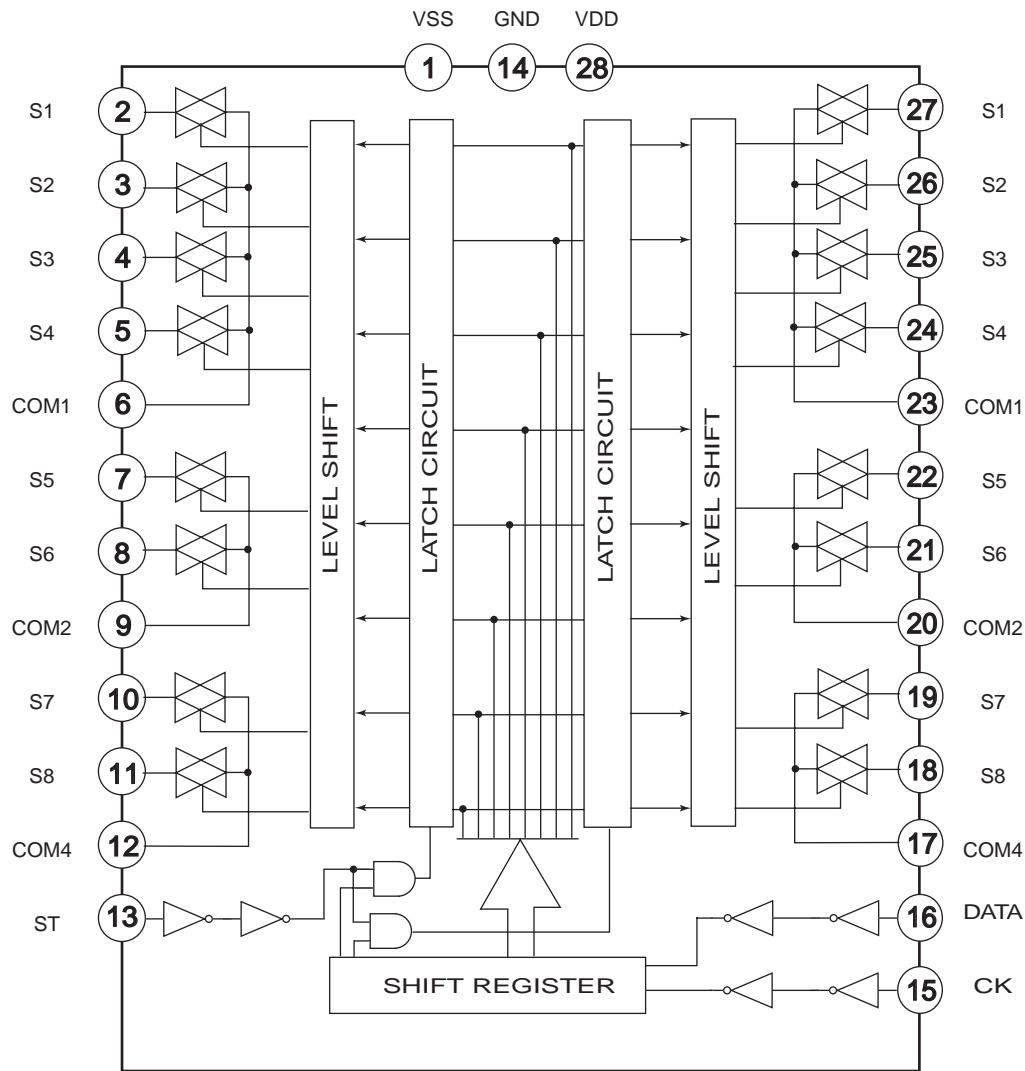 VSS GND VDD
1 14 28
S1 2 27 S1
S2 3 26 S2
S3 4 25 S3
S4 5 24 S4
COM1 6 23 COM1
S5 7 22 S5
S6 8 21 S6
COM2 9 20 COM2
S7 10 19 S7
S8 11 18 S8
COM4 12 17 COM4
ST 13 16 DATA
15 CK
LEVEL SHIFT
LATCH CIRCUIT
LATCH CIRCUIT
LEVEL SHIFT
SHIFT REGISTER